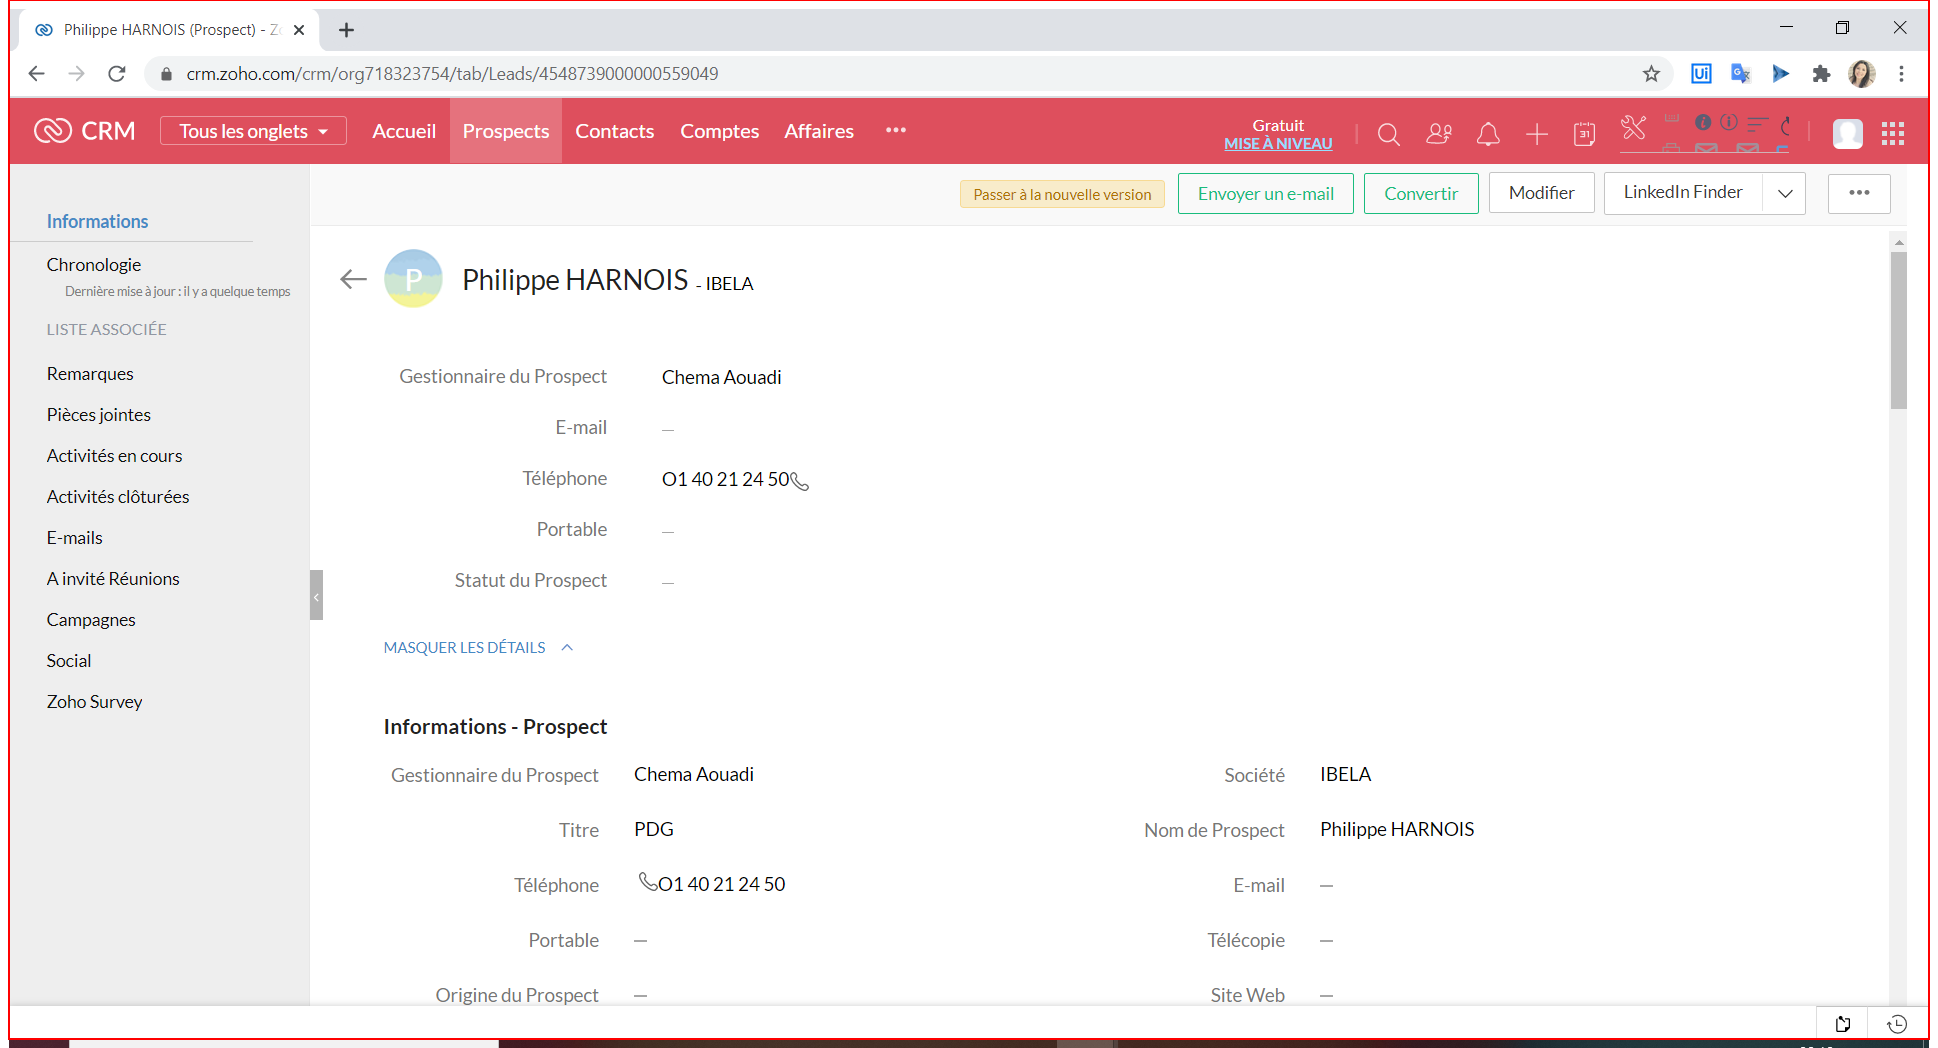 Philippe HARNOIS (Prospect) - Zo
crm.zoho.com/crm/org718323754/tab/Leads/4548739000000559049
Ui
CRM
Tous les onglets
Accueil
Prospects
Contacts
Comptes
Affaires
Gratuit
MISE À NIVEAU
31
Passer à la nouvelle version
Envoyer un e-mail
Convertir
Modifier
LinkedIn Finder
Informations
Chronologie
Dernière mise à jour : il y a quelque temps
LISTE ASSOCIÉE
Remarques
Pièces jointes
Activités en cours
Activités clôturées
E-mails
A invité Réunions
Campagnes
Social
Zoho Survey
P
Philippe HARNOIS - IBELA
Gestionnaire du Prospect Chema Aouadi
E-mail —
Téléphone O1 40 21 24 50
Portable —
Statut du Prospect —
MASQUER LES DÉTAILS
Informations - Prospect
Gestionnaire du Prospect Chema Aouadi Société IBELA
Titre PDG Nom de Prospect Philippe HARNOIS
Téléphone O1 40 21 24 50 E-mail —
Portable — Télécopie —
Origine du Prospect — Site Web —